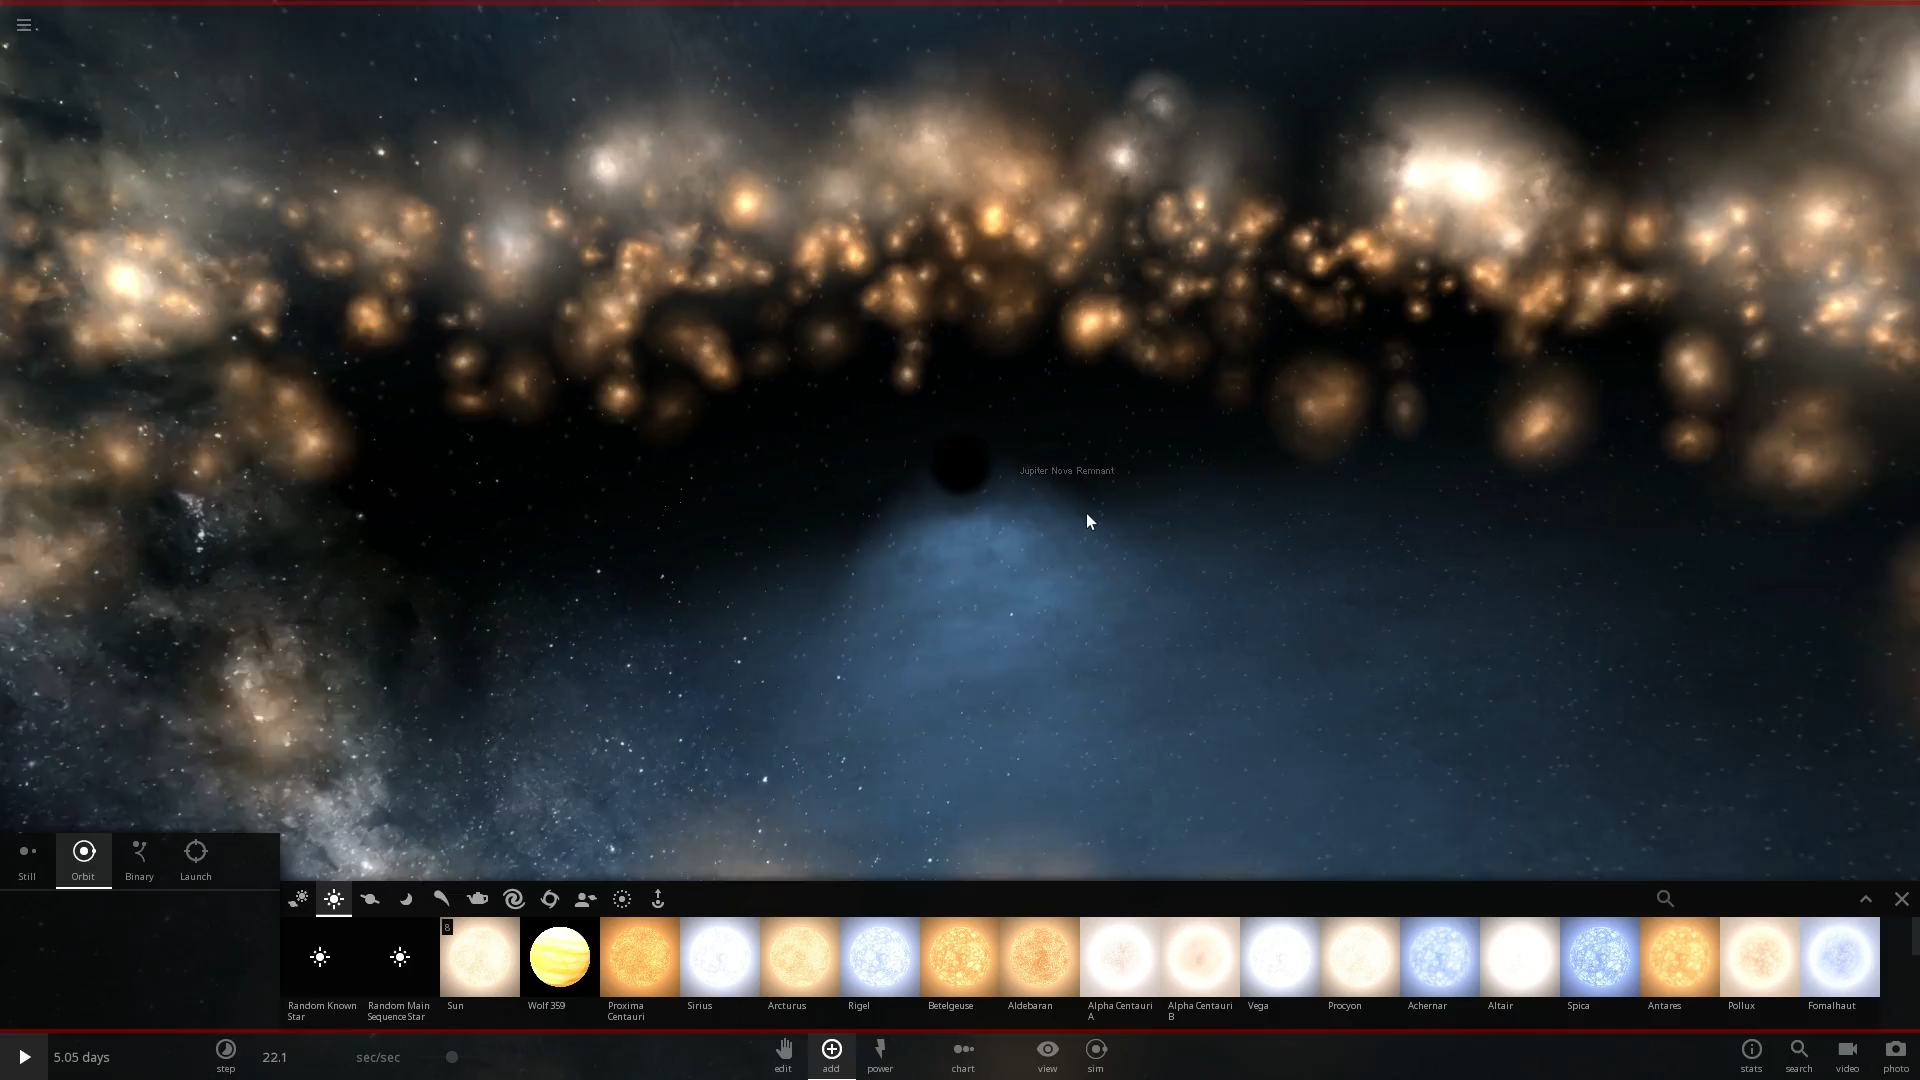 Jupiter Nova Remnant
Still
Orbit
Binary
Launch
8
Random Known
Star
Random Main
Sequence Star
Sun
Wolf 359
Proxima
Centauri
Sirius
Arcturus
Rigel
Betelgeuse
Aldebaran
Alpha Centauri
A
Alpha Centauri
B
Vega
Procyon
Achernar
Altair
Spica
Antares
Pollux
Fomalhaut
5.05 days
step
22.1
sec/sec
edit
add
power
chart
view
sim
stats
search
video
photo